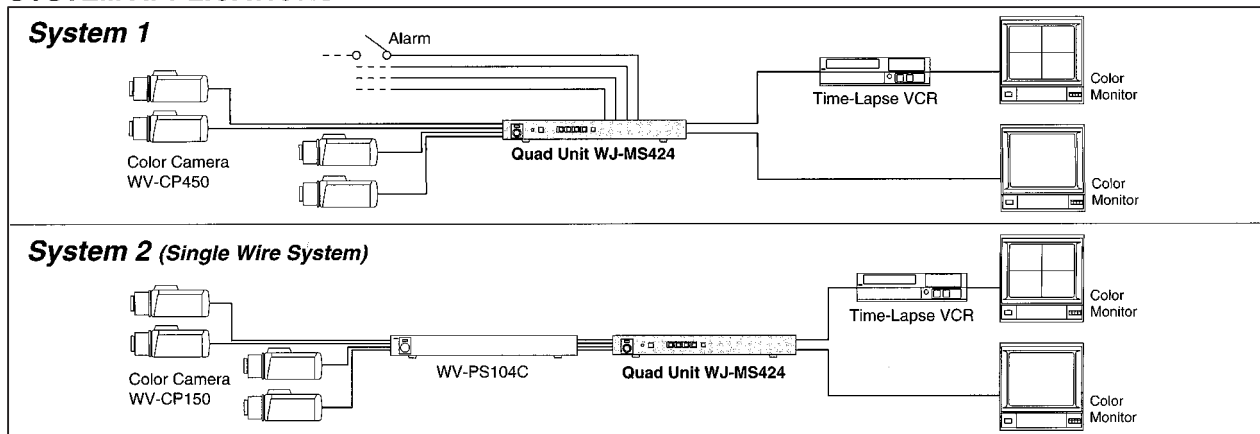 System 1
Alarm
Time-Lapse VCR
Color
Monitor
Quad Unit WJ-MS424
Color Camera
WV-CP450
Color
Monitor
System 2 (Single Wire System)
Time-Lapse VCR
Color
Monitor
WV-PS104C
Quad Unit WJ-MS424
Color Camera
WV-CP150
Color
Monitor